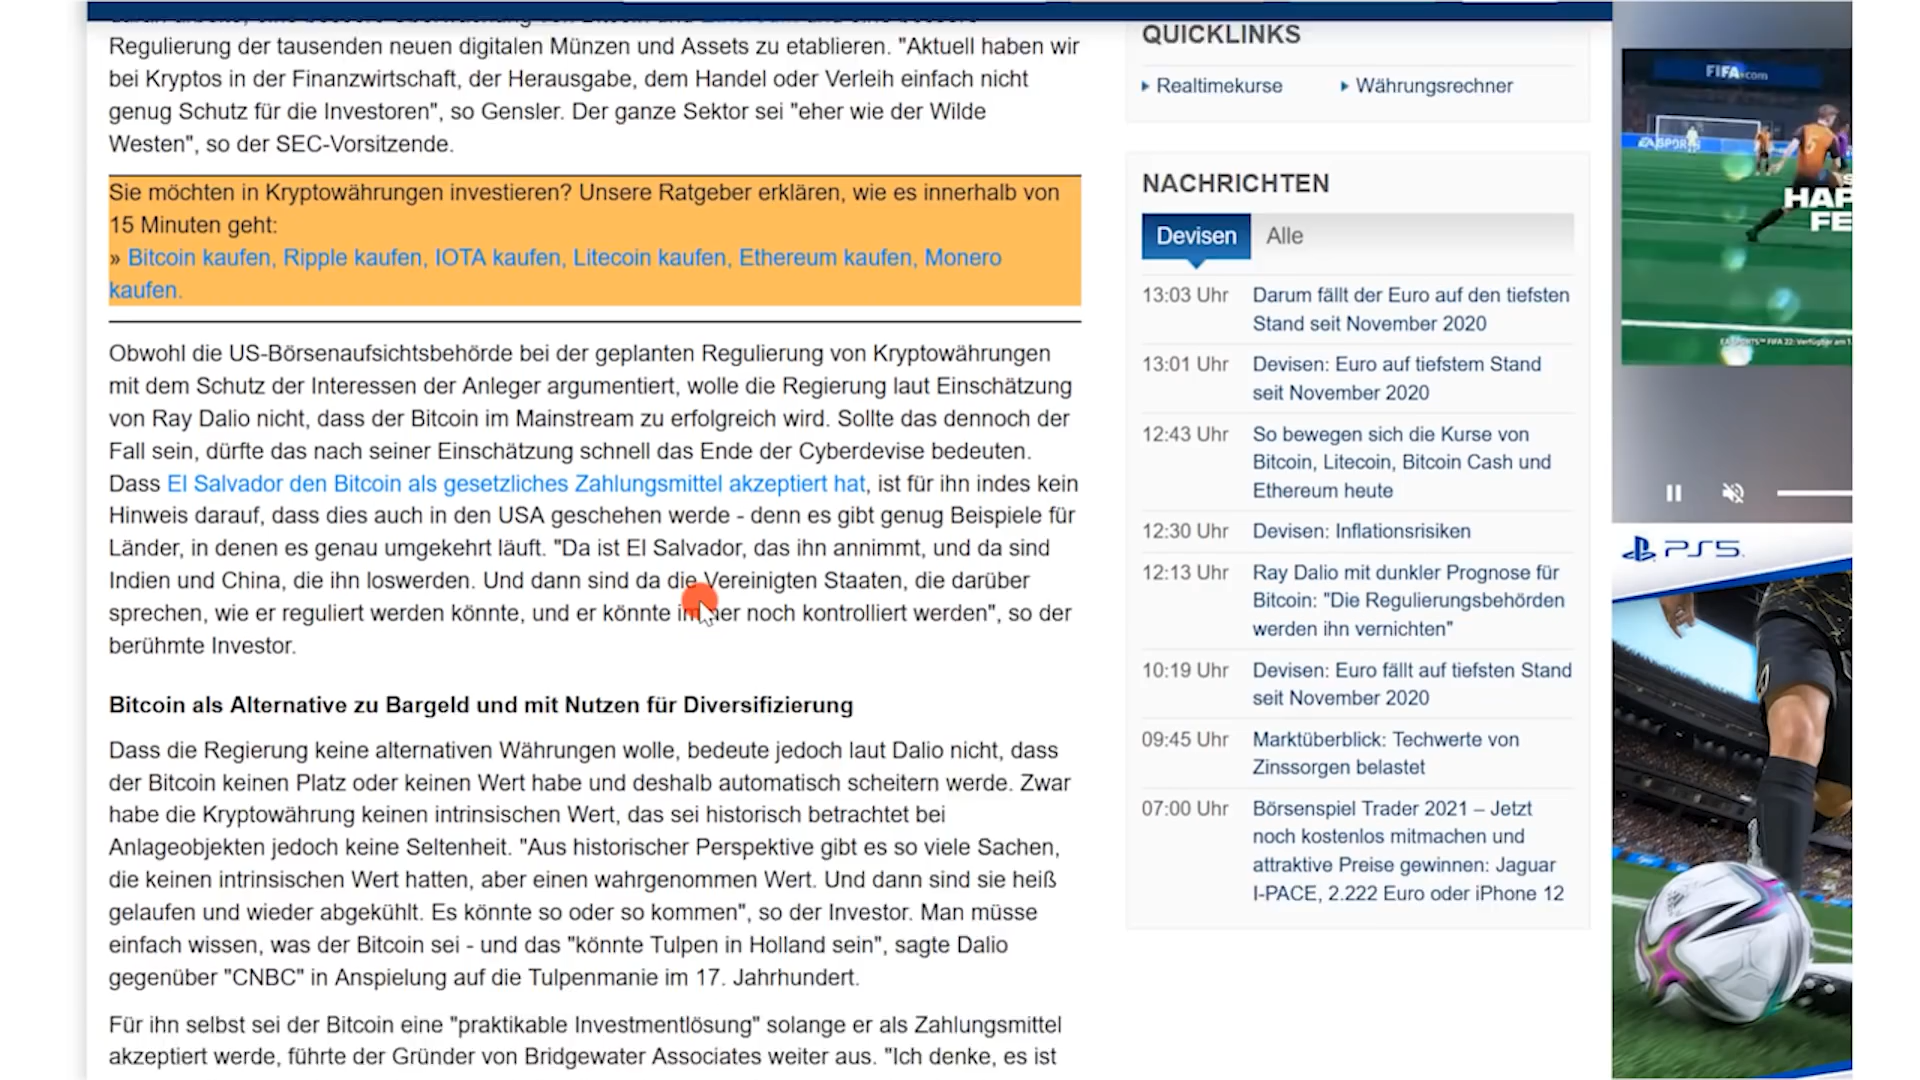 Regulierung der tausenden neuen digitalen Münzen und Assets zu etablieren. "Aktuell haben wir
bei Kryptos in der Finanzwirtschaft, der Herausgabe, dem Handel oder Verleih einfach nicht
genug Schutz für die Investoren", so Gensler. Der ganze Sektor sei "eher wie der Wilde
Westen", so der SEC-Vorsitzende.
Sie möchten in Kryptowährungen investieren? Unsere Ratgeber erklären, wie es innerhalb von
15 Minuten geht:
» Bitcoin kaufen, Ripple kaufen, IOTA kaufen, Litecoin kaufen, Ethereum kaufen, Monero
kaufen.
Obwohl die US-Börsenaufsichtsbehörde bei der geplanten Regulierung von Kryptowährungen
mit dem Schutz der Interessen der Anleger argumentiert, wolle die Regierung laut Einschätzung
von Ray Dalio nicht, dass der Bitcoin im Mainstream zu erfolgreich wird. Sollte das dennoch der
Fall sein, dürfte das nach seiner Einschätzung schnell das Ende der Cyberdevise bedeuten.
Dass El Salvador den Bitcoin als gesetzliches Zahlungsmittel akzeptiert hat, ist für ihn indes kein
Hinweis darauf, dass dies auch in den USA geschehen werde - denn es gibt genug Beispiele für
Länder, in denen es genau umgekehrt läuft. "Da ist El Salvador, das ihn annimmt, und da sind
Indien und China, die ihn loswerden. Und dann sind da die Vereinigten Staaten, die darüber
sprechen, wie er reguliert werden könnte, und er könnte immer noch kontrolliert werden", so der
berühmte Investor.
Bitcoin als Alternative zu Bargeld und mit Nutzen für Diversifizierung
Dass die Regierung keine alternativen Währungen wolle, bedeute jedoch laut Dalio nicht, dass
der Bitcoin keinen Platz oder keinen Wert habe und deshalb automatisch scheitern werde. Zwar
habe die Kryptowährung keinen intrinsischen Wert, das sei historisch betrachtet bei
Anlageobjekten jedoch keine Seltenheit. "Aus historischer Perspektive gibt es so viele Sachen,
die keinen intrinsischen Wert hatten, aber einen wahrgenommen Wert. Und dann sind sie heiß
gelaufen und wieder abgekühlt. Es könnte so oder so kommen", so der Investor. Man müsse
einfach wissen, was der Bitcoin sei - und das "könnte Tulpen in Holland sein", sagte Dalio
gegenüber "CNBC" in Anspielung auf die Tulpenmanie im 17. Jahrhundert.
Für ihn selbst sei der Bitcoin eine "praktikable Investmentlösung" solange er als Zahlungsmittel
akzeptiert werde, führte der Gründer von Bridgewater Associates weiter aus. "Ich denke, es ist
QUICKLINKS
Realtimekurse
Währungsrechner
NACHRICHTEN
Devisen Alle
13:03 Uhr Darum fällt der Euro auf den tiefsten
Stand seit November 2020
13:01 Uhr Devisen: Euro auf tiefstem Stand
seit November 2020
12:43 Uhr So bewegen sich die Kurse von
Bitcoin, Litecoin, Bitcoin Cash und
Ethereum heute
12:30 Uhr Devisen: Inflationsrisiken
12:13 Uhr Ray Dalio mit dunkler Prognose für
Bitcoin: "Die Regulierungsbehörden
werden ihn vernichten"
10:19 Uhr Devisen: Euro fällt auf tiefsten Stand
seit November 2020
09:45 Uhr Marktüberblick: Techwerte von
Zinssorgen belastet
07:00 Uhr Börsenspiel Trader 2021 – Jetzt
noch kostenlos mitmachen und
attraktive Preise gewinnen: Jaguar
I-PACE, 2.222 Euro oder iPhone 12
FIFA.com
EA SPORTS
HAP
FE
EA SPORTS™ FIFA 22: Verfügbar am 1
PS5